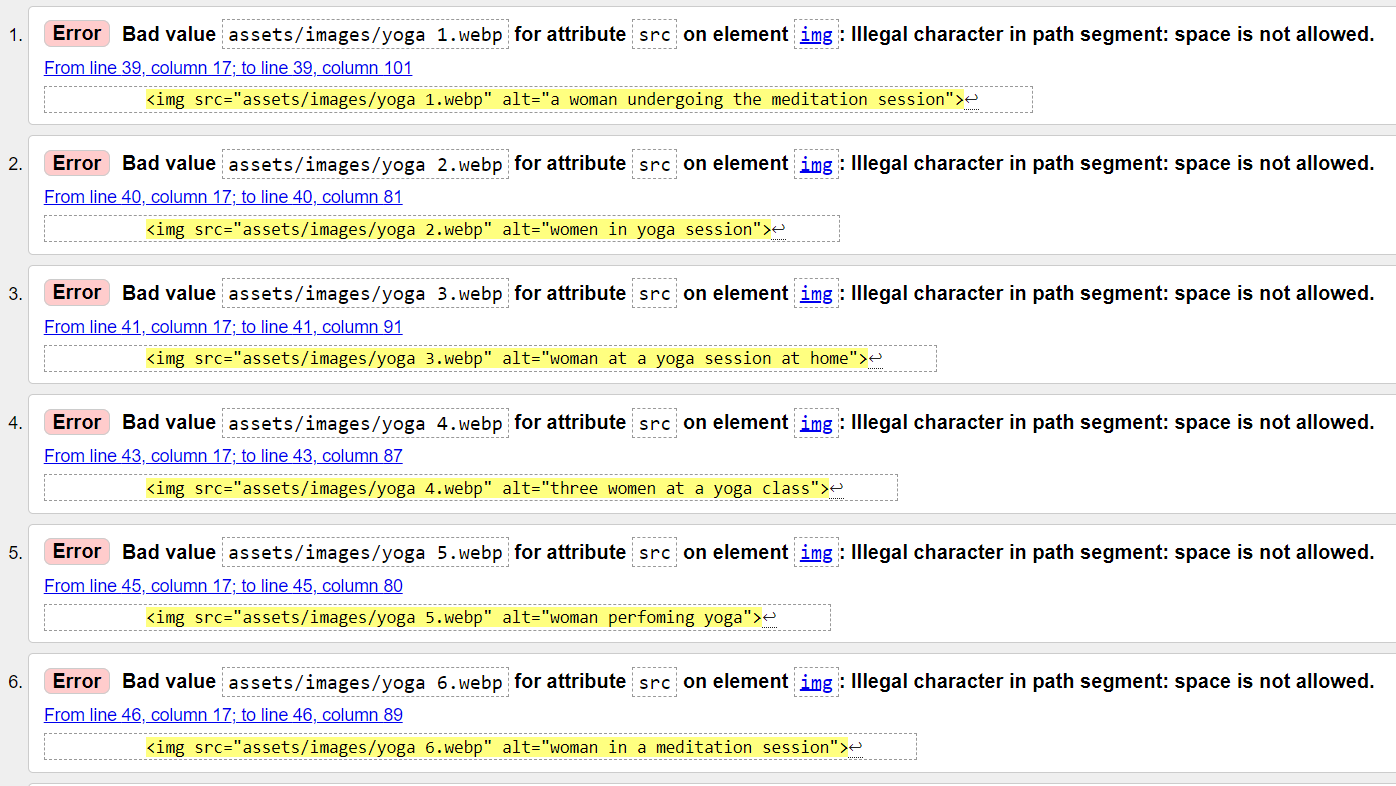 1. Error Bad value assets/images/yoga 1.webp for attribute src on element img: Illegal character in path segment: space is not allowed.
From line 39, column 17; to line 39, column 101
<img src="assets/images/yoga 1.webp" alt="a woman undergoing the meditation session">↩
2. Error Bad value assets/images/yoga 2.webp for attribute src on element img: Illegal character in path segment: space is not allowed.
From line 40, column 17; to line 40, column 81
<img src="assets/images/yoga 2.webp" alt="women in yoga session">↩
3. Error Bad value assets/images/yoga 3.webp for attribute src on element img: Illegal character in path segment: space is not allowed.
From line 41, column 17; to line 41, column 91
<img src="assets/images/yoga 3.webp" alt="woman at a yoga session at home">↩
4. Error Bad value assets/images/yoga 4.webp for attribute src on element img: Illegal character in path segment: space is not allowed.
From line 43, column 17; to line 43, column 87
<img src="assets/images/yoga 4.webp" alt="three women at a yoga class">↩
5. Error Bad value assets/images/yoga 5.webp for attribute src on element img: Illegal character in path segment: space is not allowed.
From line 45, column 17; to line 45, column 80
<img src="assets/images/yoga 5.webp" alt="woman perfoming yoga">↩
6. Error Bad value assets/images/yoga 6.webp for attribute src on element img: Illegal character in path segment: space is not allowed.
From line 46, column 17; to line 46, column 89
<img src="assets/images/yoga 6.webp" alt="woman in a meditation session">↩